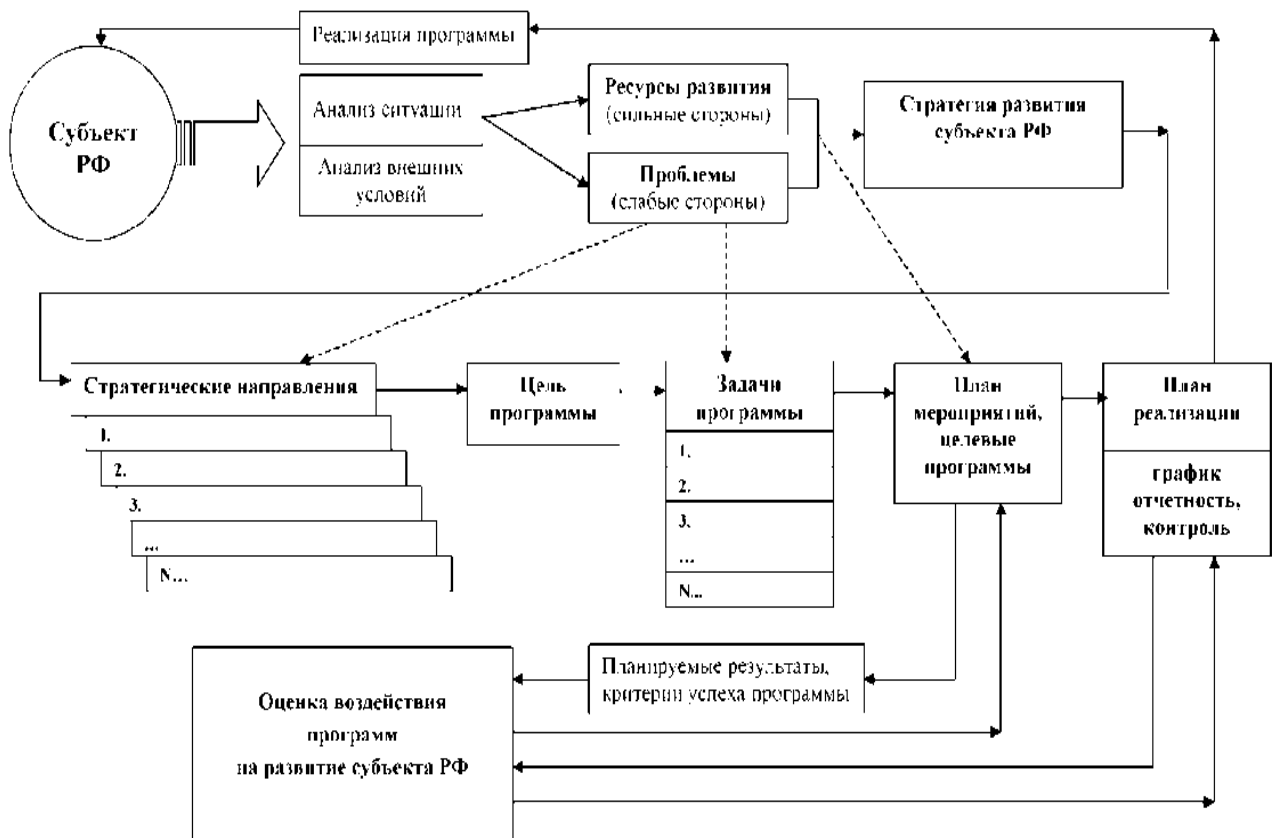 Реализация программы
Субъект
РФ
Анализ ситуации
Анализ внешних
условий
Ресурсы развития
(сильные стороны)
Проблемы
(слабые стороны)
Стратегия развития
субъекта РФ
Стратегические направления
1.
2.
3.
...
N...
Цель
программы
Задачи
программы
1.
2.
3.
...
N...
План
мероприятий,
целевые
программы
План
реализации
график
отчетность,
контроль
Планируемые результаты,
критерии успеха программы
Оценка воздействия
программ
на развитие субъекта РФ